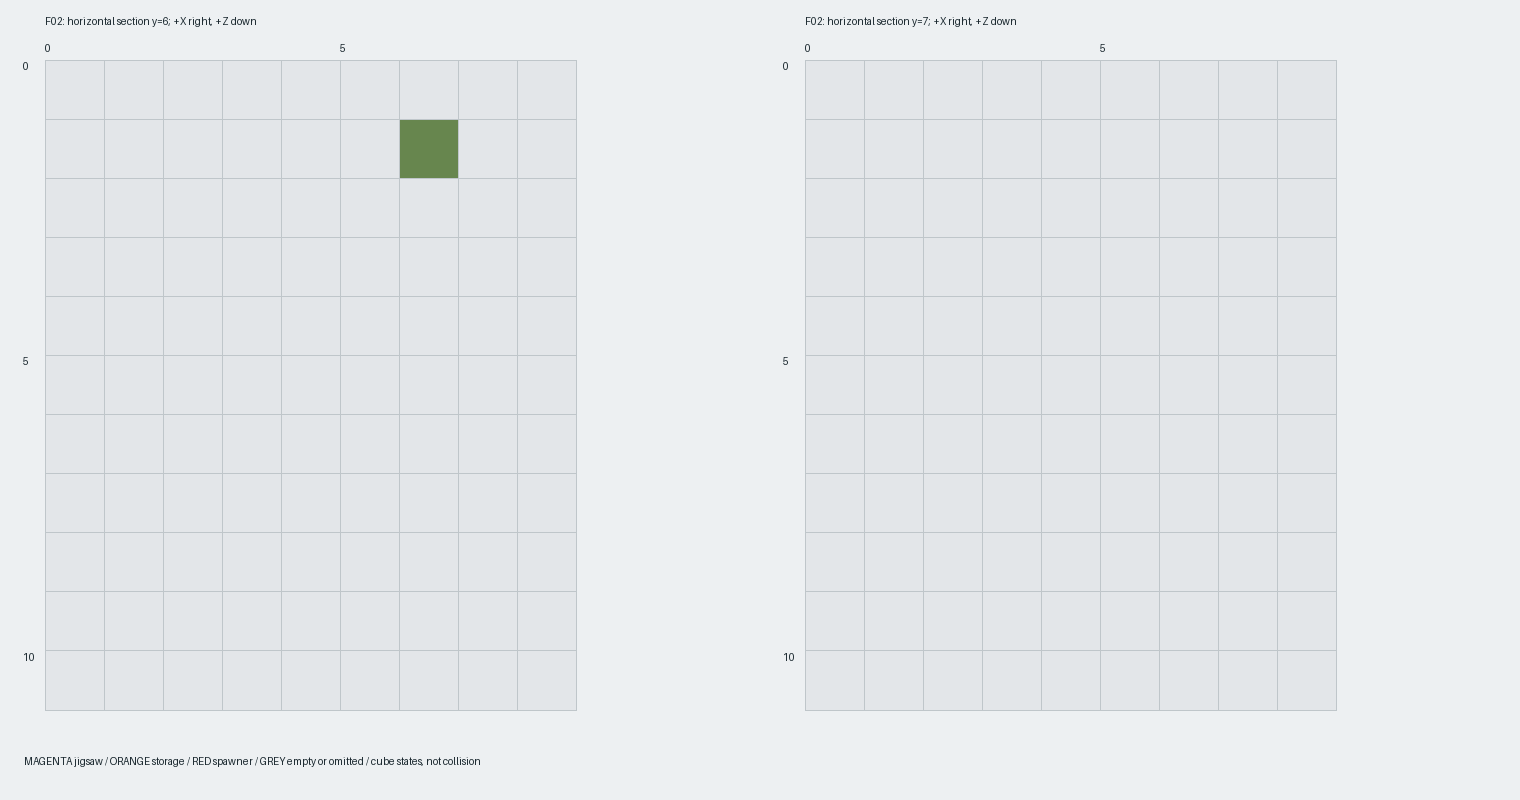 F02: horizontal section y=6; +X right, +Z down
F02: horizontal section y=7; +X right, +Z down
0 5
0 5
0
0
5
5
10
10
MAGENTA jigsaw / ORANGE storage / RED spawner / GREY empty or omitted / cube states, not collision